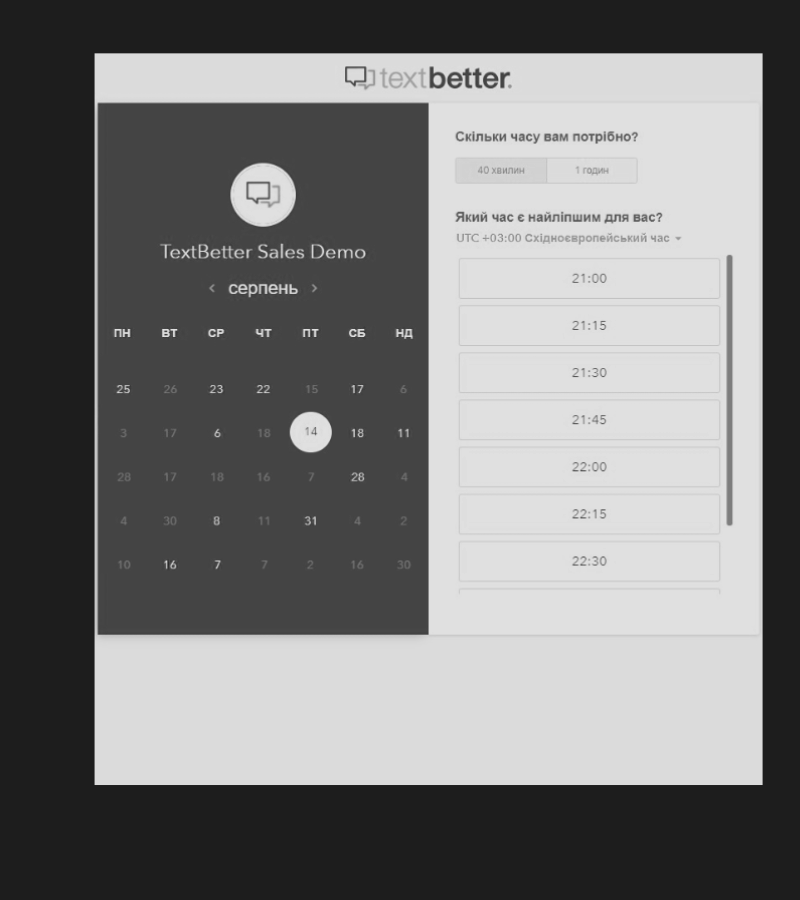 textbetter.
TextBetter Sales Demo
‹ серпень ›
ПН ВТ СР ЧТ ПТ СБ НД
25 26 23 22 15 17 6
3 17 6 18 14 18 11
28 17 18 16 7 28 4
4 30 8 11 31 4 2
10 16 7 7 2 16 30
Скільки часу вам потрібно?
40 хвилин 1 годин
Який час є найліпшим для вас?
UTC +03:00 Східноєвропейський час
21:00
21:15
21:30
21:45
22:00
22:15
22:30